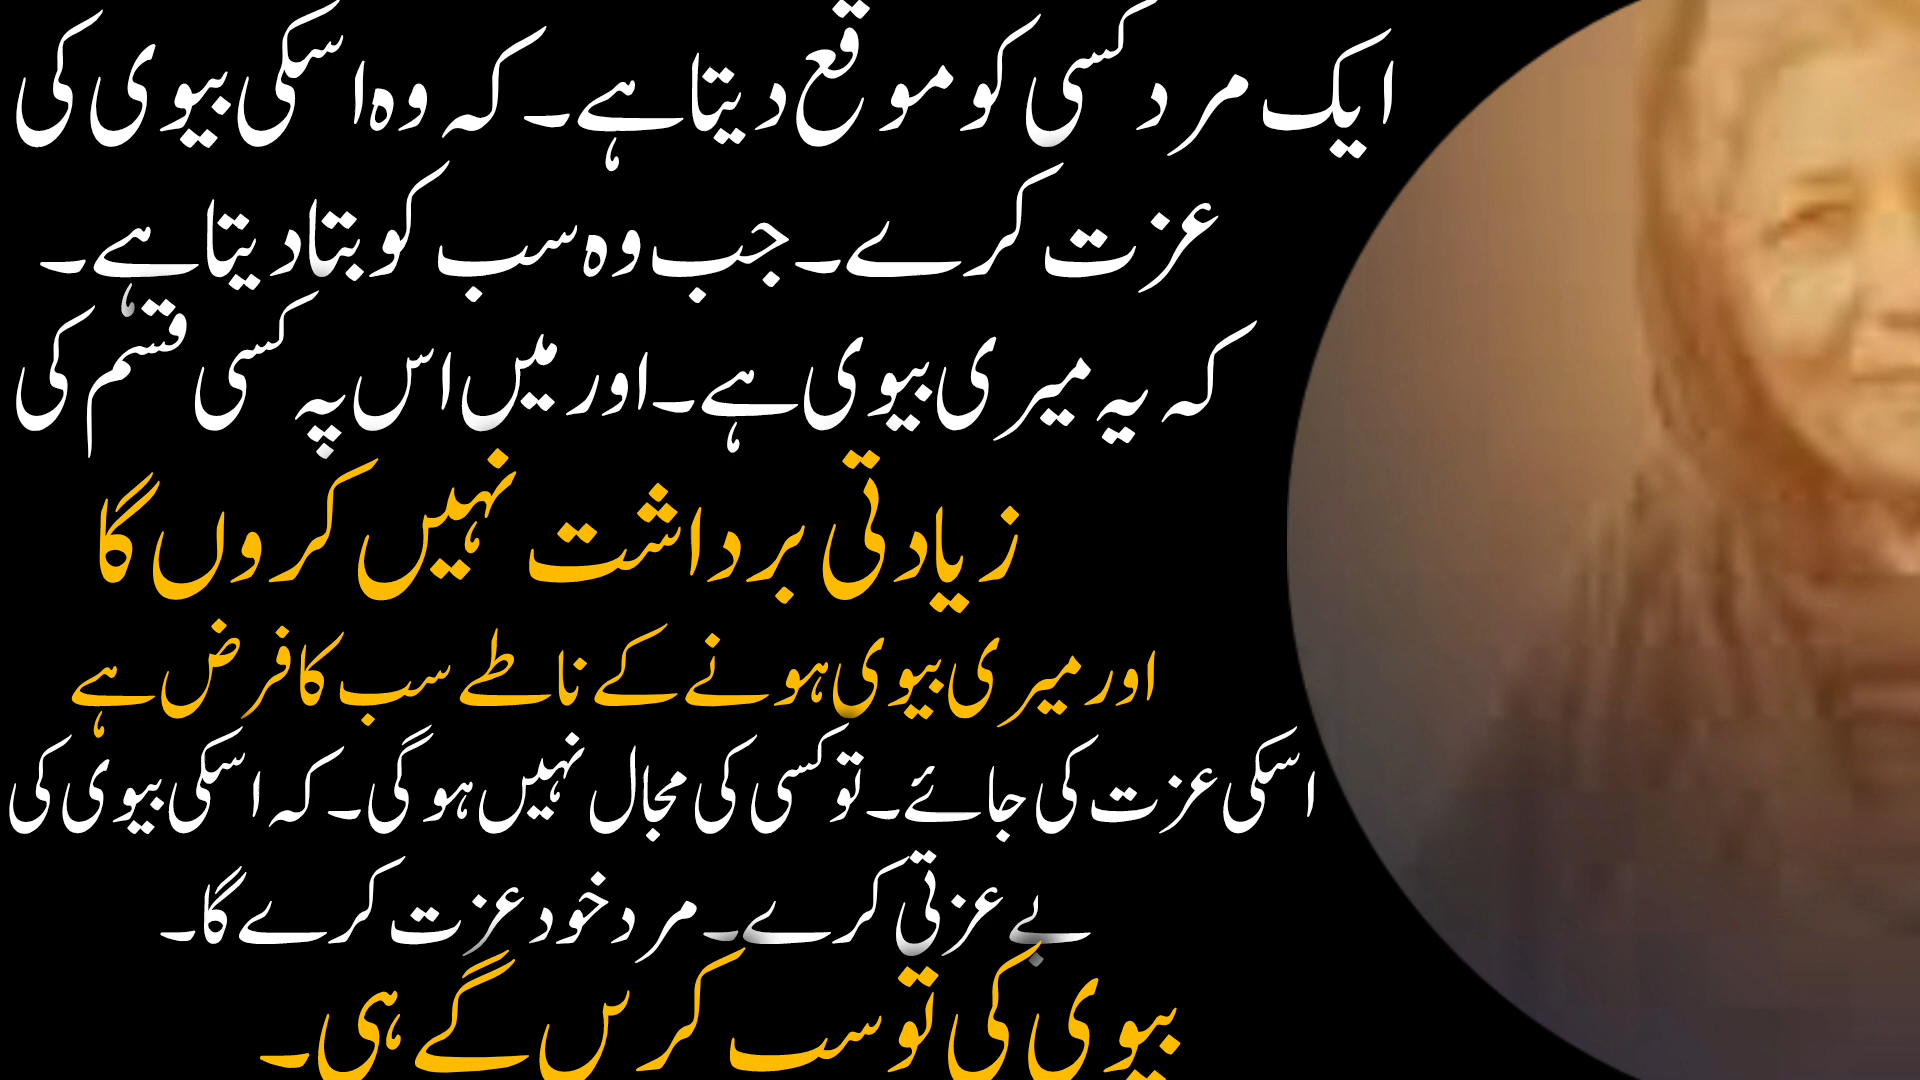 ایک مرد کسی کو موقع دیتا ہے۔ کہ وہ اسکی بیوی کی
عزت کرے۔ جب وہ سب کو بتا دیتا ہے۔
کہ یہ میری بیوی ہے۔ اور میں اس پہ کسی قسم کی
زیادتی برداشت نہیں کروں گا
اور میری بیوی ہونے کے ناطے سب کا فرض ہے
اسکی عزت کی جائے۔ تو کسی کی مجال نہیں ہوگی۔ کہ اسکی بیوی کی
بے عزتی کرے۔ مرد خود عزت کرے گا۔
بیوی کی تو سب کریں گے ہی۔